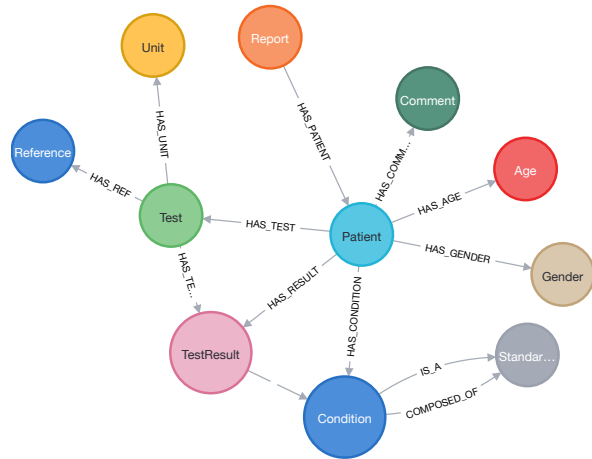 Report
Unit
HAS_PATIENT
Comment
HAS_UNIT
HAS_COMM...
Reference
HAS_REF
Age
HAS_AGE
Test
HAS_TEST
Patient
HAS_GENDER
Gender
HAS_TE...
HAS_RESULT
HAS_CONDITION
TestResult
Standar...
IS_A
COMPOSED_OF
Condition